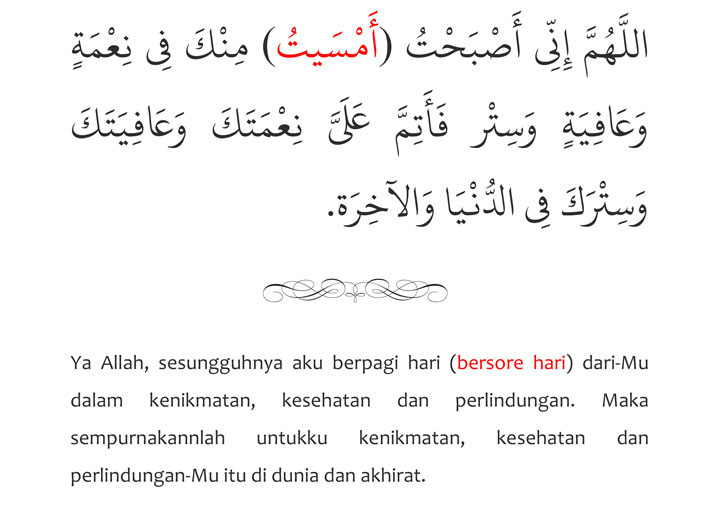 اللَّهُمَّ إِنِّى أَصْبَحْتُ (أَمْسَيتُ) مِنْكَ فِى نِعْمَةٍ
وَعَافِيَةٍ وَسِتْر فَأَتِمَّ عَلَىَّ نِعْمَتَكَ وَعَافِيَتَكَ
وَسِتْرَكَ فِى الدُّنْيَا وَالآخِرَة.
Ya Allah, sesungguhnya aku berpagi hari (bersore hari) dari-Mu
dalam kenikmatan, kesehatan dan perlindungan. Maka
sempurnakannlah untukku kenikmatan, kesehatan dan
perlindungan-Mu itu di dunia dan akhirat.